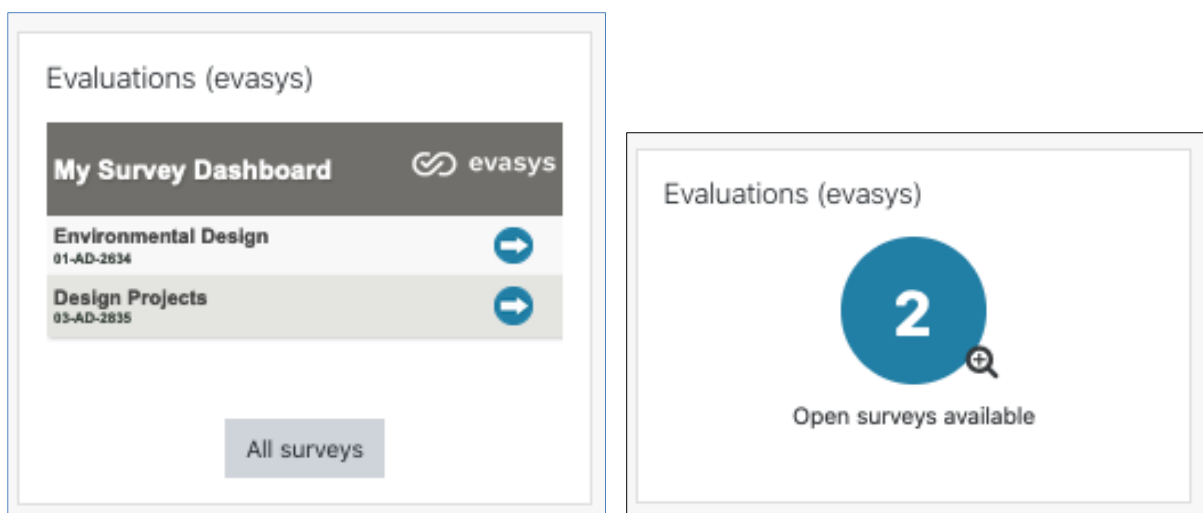 Evaluations (evasys)
My Survey Dashboard
evasys
Environmental Design
01-AD-2634
Design Projects
03-AD-2835
All surveys
Evaluations (evasys)
2
Open surveys available